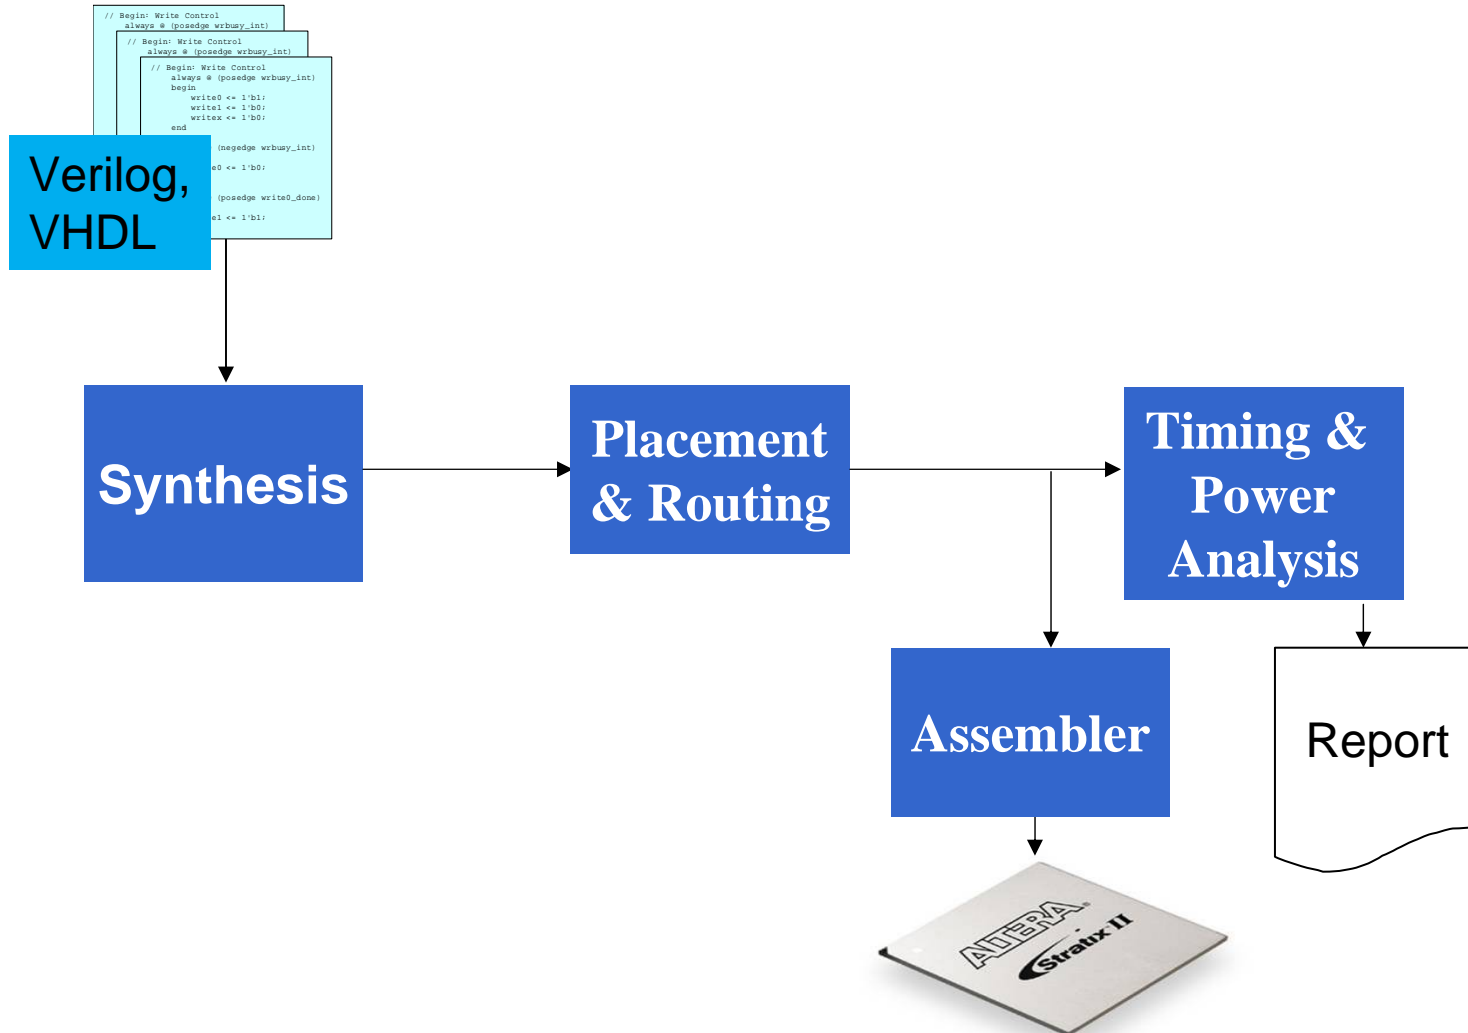 // Begin: Write Control
always @ (posedge wrbusy_int)
// Begin: Write Control
always @ (posedge wrbusy_int)
// Begin: Write Control
always @ (posedge wrbusy_int)
begin
write0 <= 1'b1;
write1 <= 1'b0;
writex <= 1'b0;
end
(negedge wrbusy_int)
e0 <= 1'b0;
(posedge write0_done)
e1 <= 1'b1;
Verilog,
VHDL
Synthesis
Placement
& Routing
Timing &
Power
Analysis
Assembler
Report
ALTERA®
Stratix II